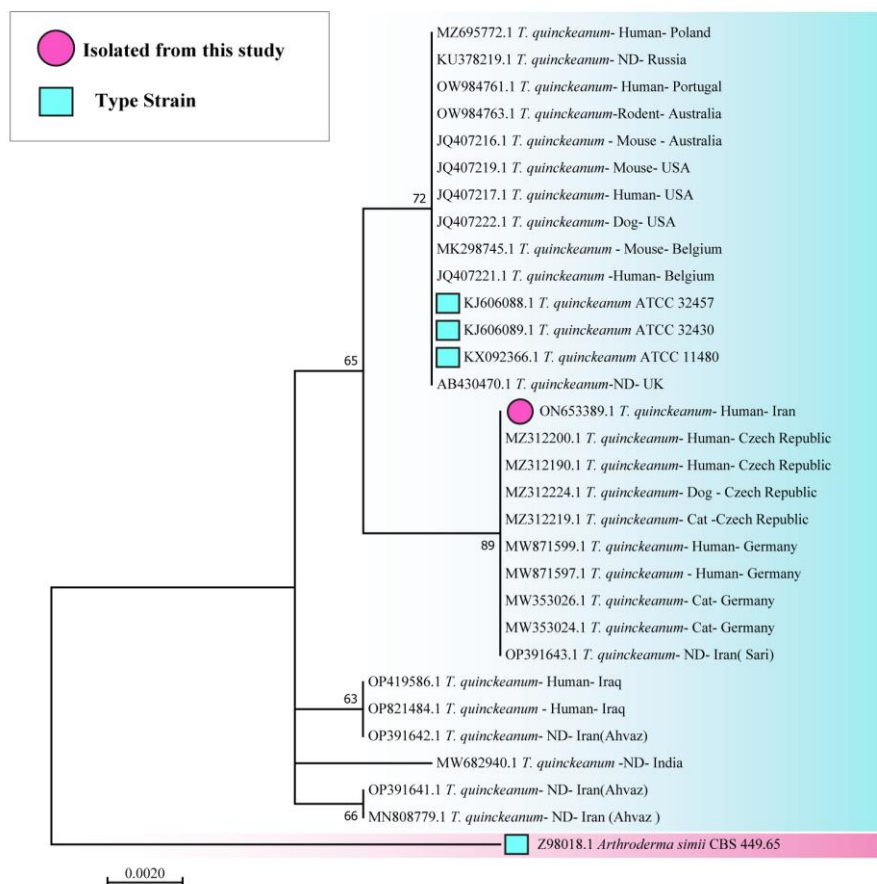 Isolated from this study
Type Strain
MZ695772.1 T. quinckeanum- Human- Poland
KU378219.1 T. quinckeanum- ND- Russia
OW984761.1 T. quinckeanum- Human- Portugal
OW984763.1 T. quinckeanum-Rodent- Australia
JQ407216.1 T. quinckeanum - Mouse - Australia
JQ407219.1 T. quinckeanum- Mouse- USA
72
JQ407217.1 T. quinckeanum- Human- USA
JQ407222.1 T. quinckeanum- Dog- USA
MK298745.1 T. quinckeanum - Mouse- Belgium
JQ407221.1 T. quinckeanum -Human- Belgium
KJ606088.1 T. quinckeanum ATCC 32457
KJ606089.1 T. quinckeanum ATCC 32430
65
KX092366.1 T. quinckeanum ATCC 11480
AB430470.1 T. quinckeanum-ND- UK
ON653389.1 T. quinckeanum- Human- Iran
MZ312200.1 T. quinckeanum- Human- Czech Republic
MZ312190.1 T. quinckeanum- Human- Czech Republic
MZ312224.1 T. quinckeanum- Dog - Czech Republic
MZ312219.1 T. quinckeanum- Cat -Czech Republic
89
MW871599.1 T. quinckeanum- Human- Germany
MW871597.1 T. quinckeanum - Human- Germany
MW353026.1 T. quinckeanum- Cat- Germany
MW353024.1 T. quinckeanum- Cat- Germany
OP391643.1 T. quinckeanum- ND- Iran( Sari)
OP419586.1 T. quinckeanum- Human- Iraq
63
OP821484.1 T. quinckeanum - Human- Iraq
OP391642.1 T. quinckeanum- ND- Iran(Ahvaz)
MW682940.1 T. quinckeanum -ND- India
OP391641.1 T. quinckeanum- ND- Iran(Ahvaz)
66
MN808779.1 T. quinckeanum- ND- Iran (Ahvaz )
Z98018.1 Arthroderma simii CBS 449.65
0.0020